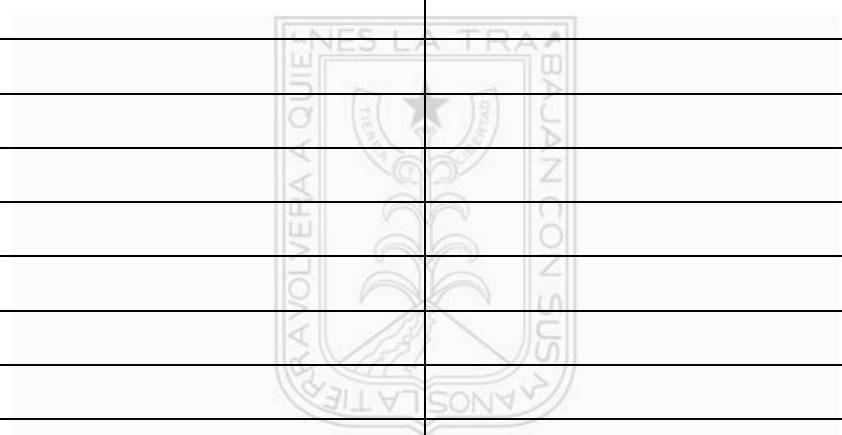 LA TIERRA VOLVERA A QUIENES LA TRABAJAN CON SUS MANOS
TIERRA
LIBERTAD